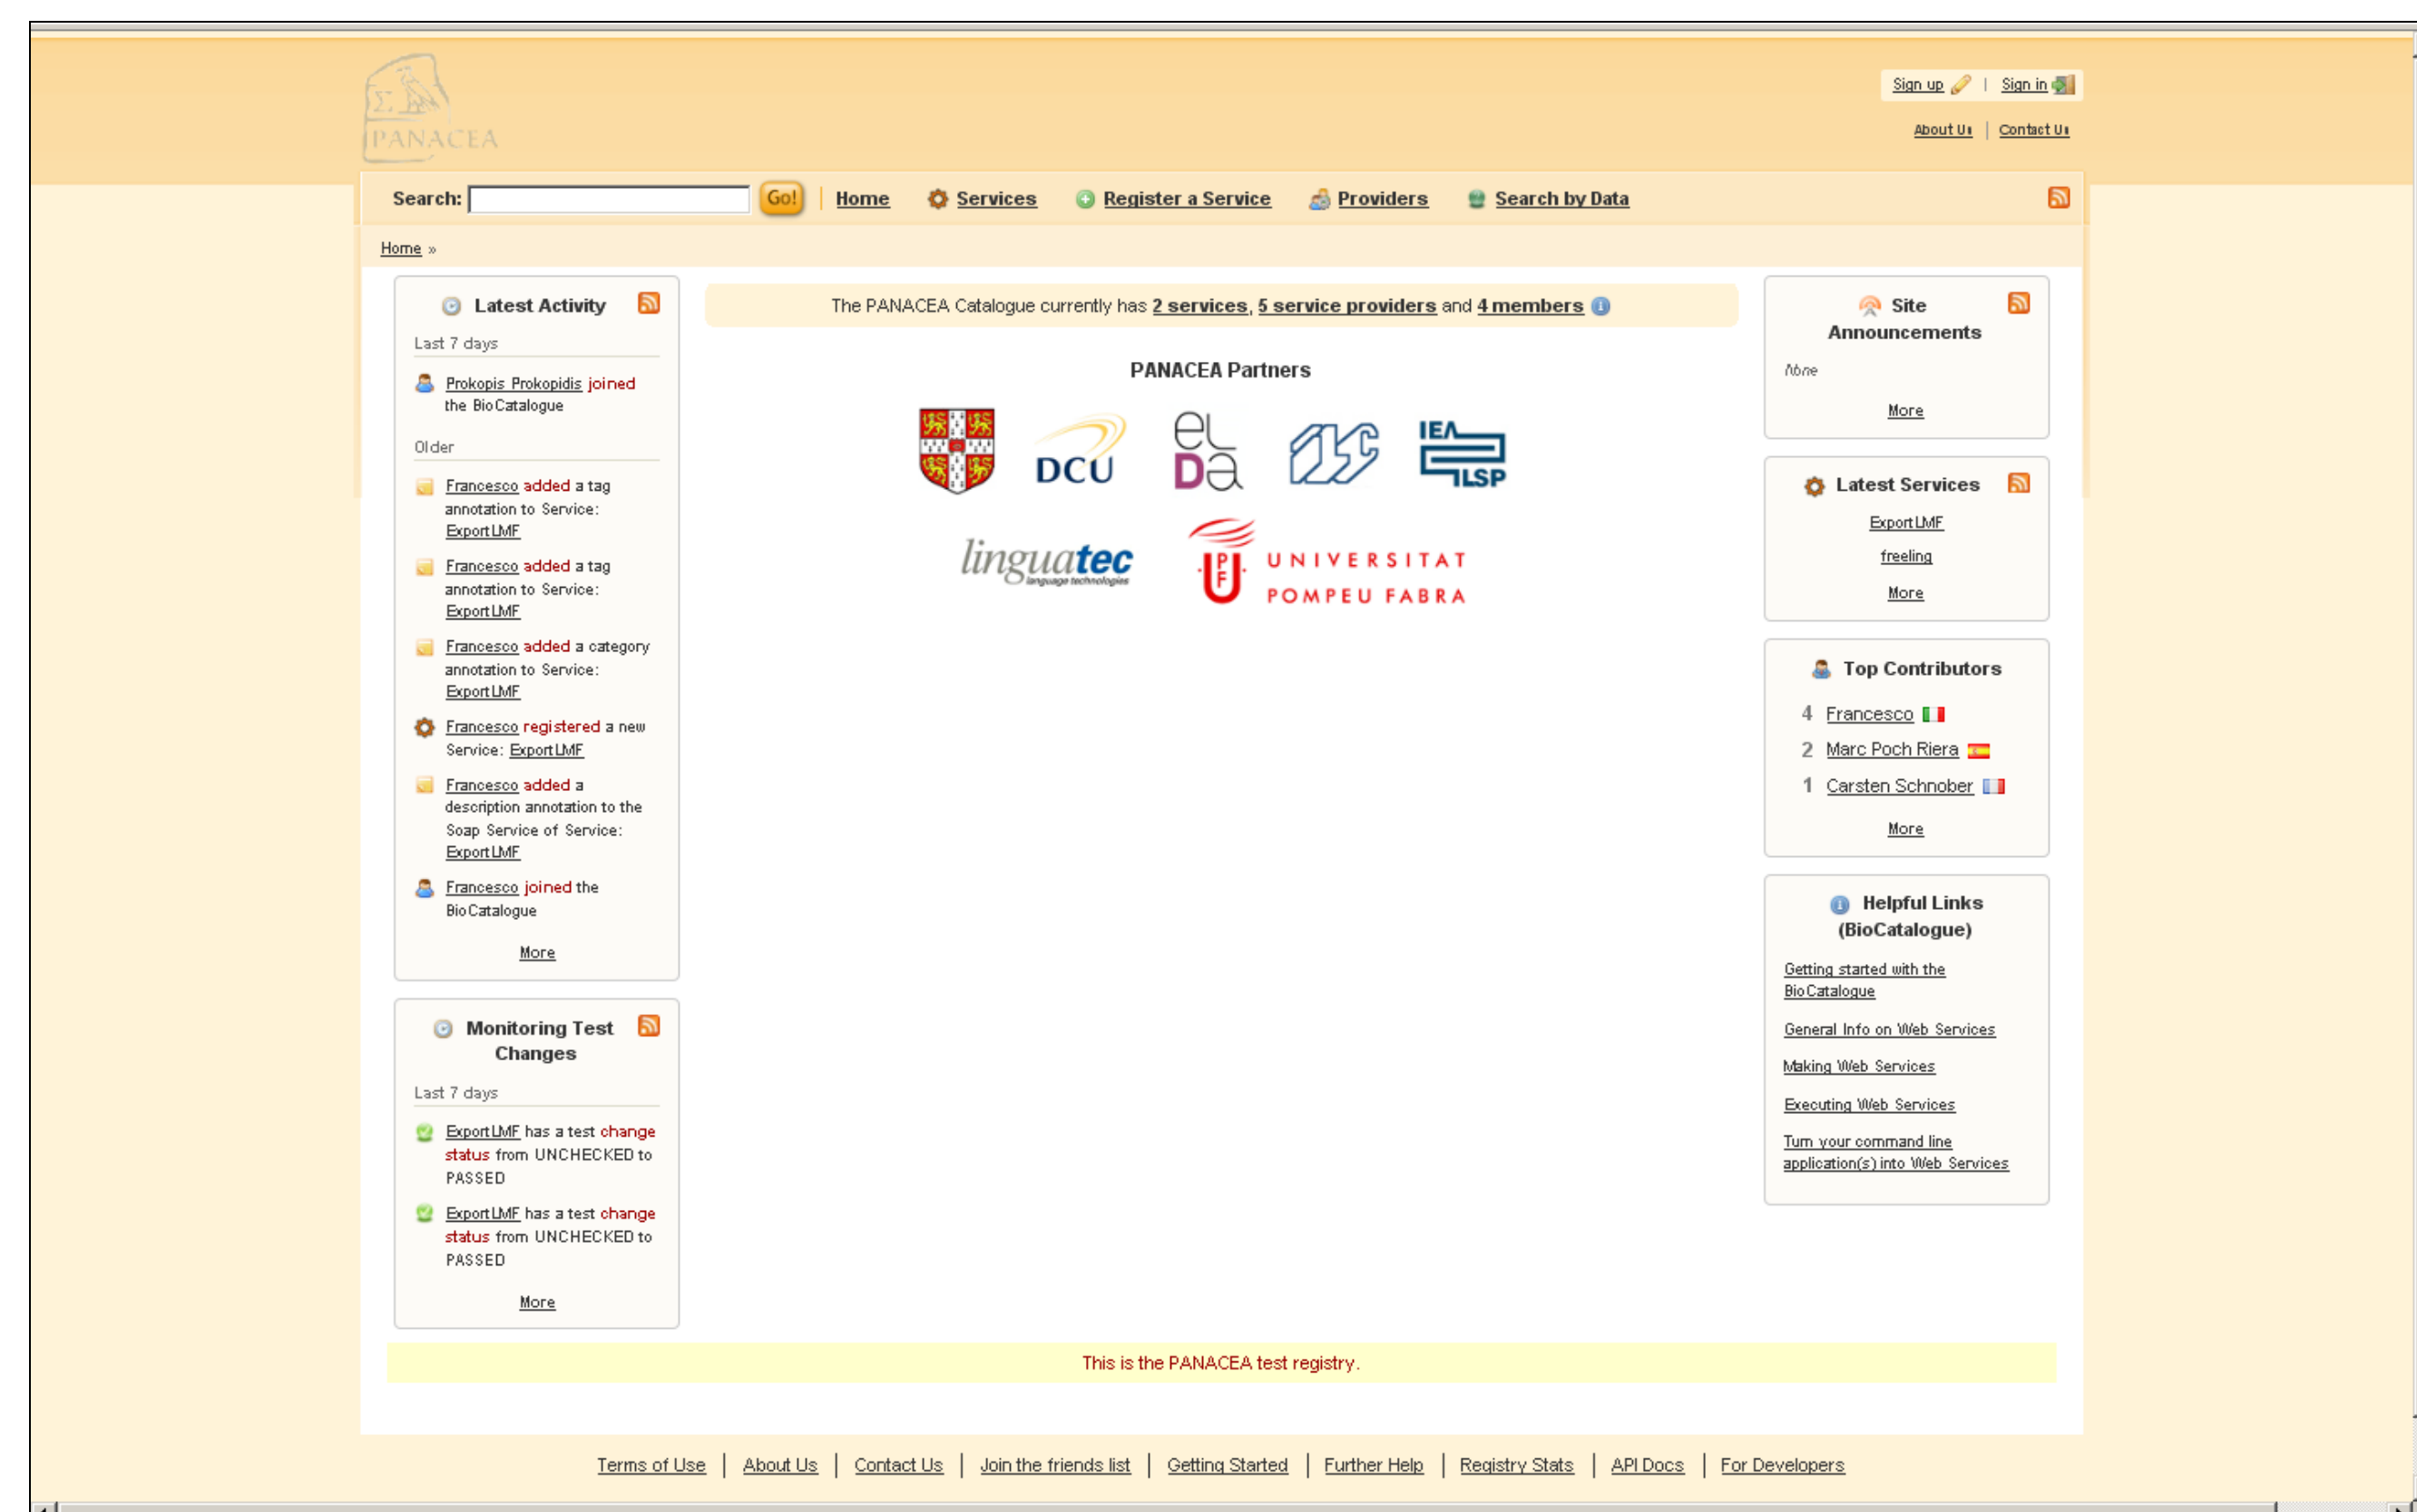 PANACEA
Sign up | Sign in
About Us | Contact Us
Search: Go! Home Services Register a Service Providers Search by Data
Home »
Latest Activity
Last 7 days
Prokopis Prokopidis joined
the BioCatalogue
Older
Francesco added a tag
annotation to Service:
ExportLMF
Francesco added a tag
annotation to Service:
ExportLMF
Francesco added a category
annotation to Service:
ExportLMF
Francesco registered a new
Service: ExportLMF
Francesco added a
description annotation to the
Soap Service of Service:
ExportLMF
Francesco joined the
BioCatalogue
More
Monitoring Test
Changes
Last 7 days
ExportLMF has a test change
status from UNCHECKED to
PASSED
ExportLMF has a test change
status from UNCHECKED to
PASSED
More
The PANACEA Catalogue currently has 2 services, 5 service providers and 4 members
PANACEA Partners
DCU
eLDa
ILC
IEA
ILSP
linguatec
language technologies
UPF
UNIVERSITAT
POMPEU FABRA
Site
Announcements
None
More
Latest Services
ExportLMF
freeling
More
Top Contributors
4 Francesco
2 Marc Poch Riera
1 Carsten Schnober
More
Helpful Links
(BioCatalogue)
Getting started with the
BioCatalogue
General Info on Web Services
Making Web Services
Executing Web Services
Turn your command line
application(s) into Web Services
This is the PANACEA test registry.
Terms of Use | About Us | Contact Us | Join the friends list | Getting Started | Further Help | Registry Stats | API Docs | For Developers